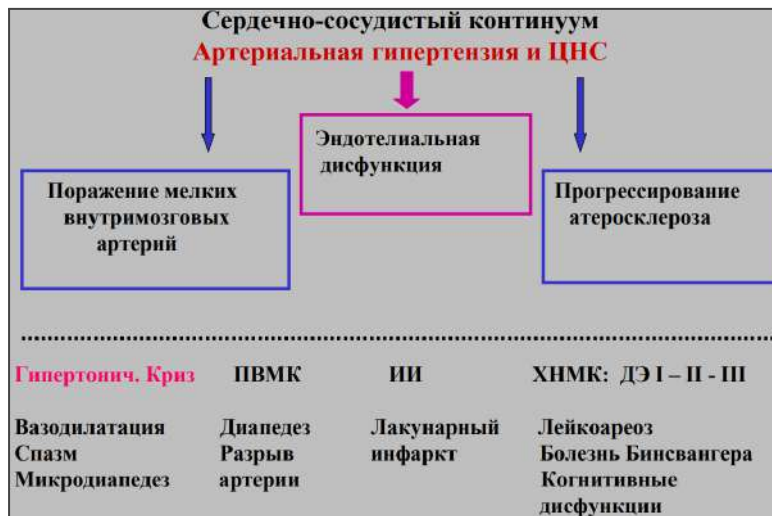 Сердечно-сосудистый континуум
Артериальная гипертензия и ЦНС
Эндотелиальная
дисфункция
Поражение мелких
внутримозговых
артерий
Прогрессирование
атеросклероза
Гипертонич. Криз
ПВМК
ИИ
ХНМК: ДЭ I – II - III
Вазодилатация
Спазм
Микродиапедез
Диапедез
Разрыв
артерии
Лакунарный
инфаркт
Лейкоареоз
Болезнь Бинсвангера
Когнитивные
дисфункции